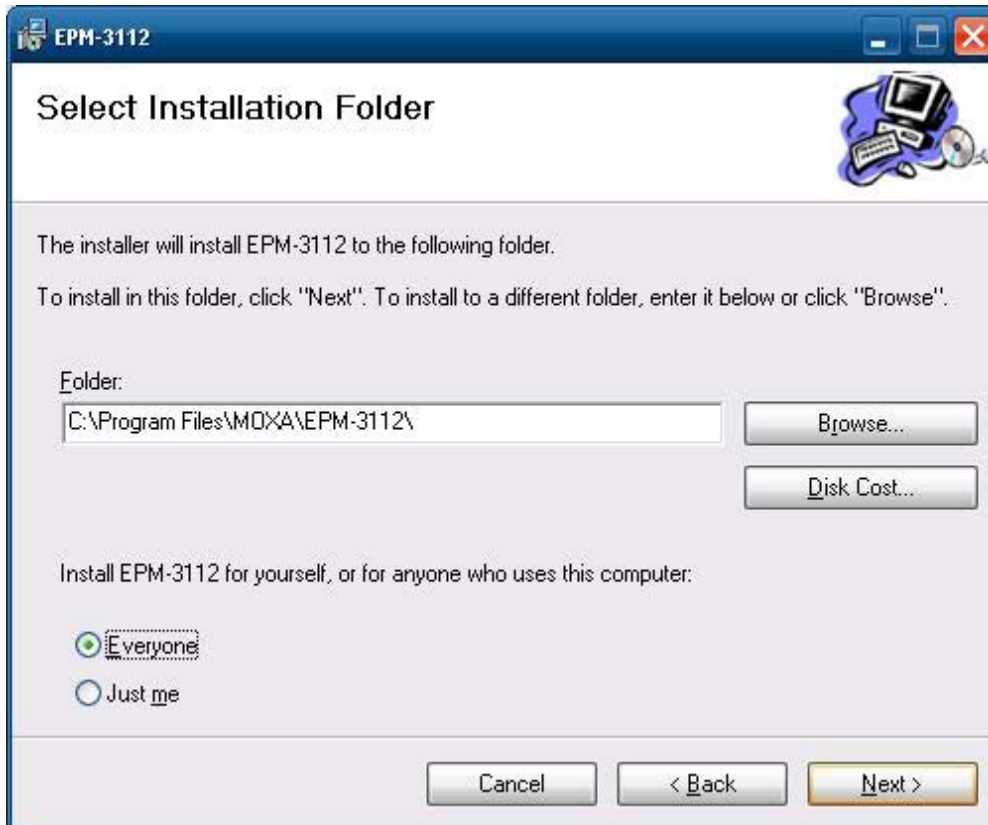 EPM-3112
Select Installation Folder
The installer will install EPM-3112 to the following folder.
To install in this folder, click "Next". To install to a different folder, enter it below or click "Browse".
Folder:
C:\Program Files\MOXA\EPM-3112\
Browse...
Disk Cost...
Install EPM-3112 for yourself, or for anyone who uses this computer:
Everyone
Just me
Cancel
< Back
Next >